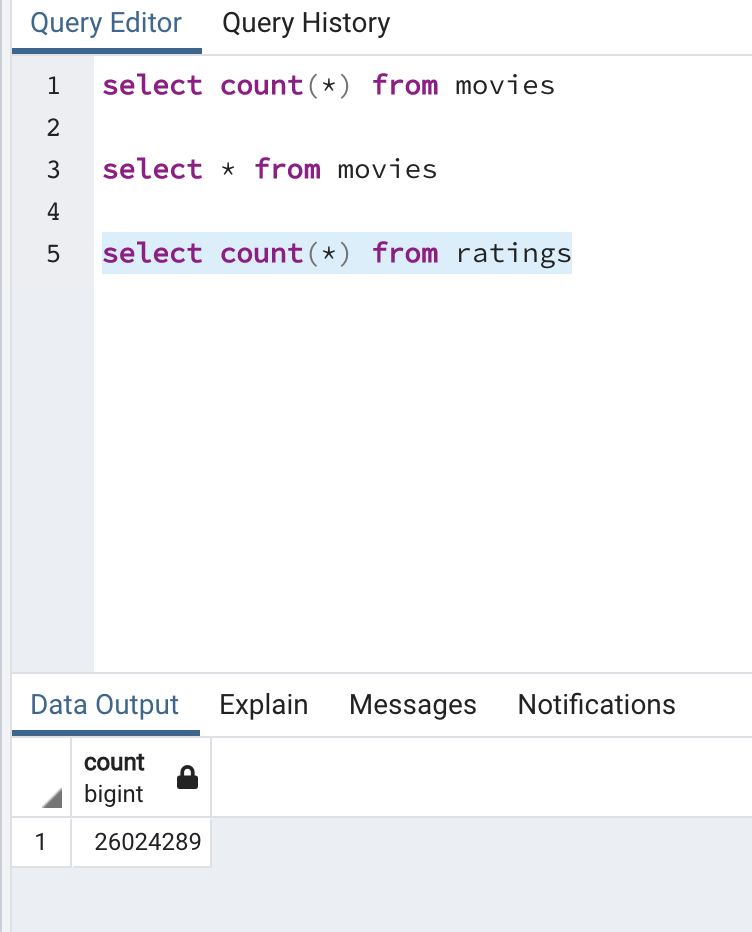 Query Editor Query History
1 select count(*) from movies
2
3 select * from movies
4
5 select count(*) from ratings
Data Output Explain Messages Notifications
count
bigint
1 26024289